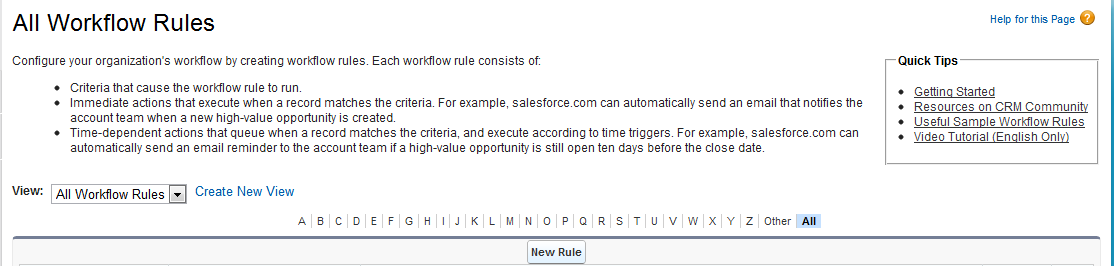 All Workflow Rules
Help for this Page ?
Configure your organization's workflow by creating workflow rules. Each workflow rule consists of:
Criteria that cause the workflow rule to run.
Immediate actions that execute when a record matches the criteria. For example, salesforce.com can automatically send an email that notifies the
account team when a new high-value opportunity is created.
Time-dependent actions that queue when a record matches the criteria, and execute according to time triggers. For example, salesforce.com can
automatically send an email reminder to the account team if a high-value opportunity is still open ten days before the close date.
Quick Tips
Getting Started
Resources on CRM Community
Useful Sample Workflow Rules
Video Tutorial (English Only)
View: All Workflow Rules Create New View
A | B | C | D | E | F | G | H | I | J | K | L | M | N | O | P | Q | R | S | T | U | V | W | X | Y | Z | Other | All
New Rule